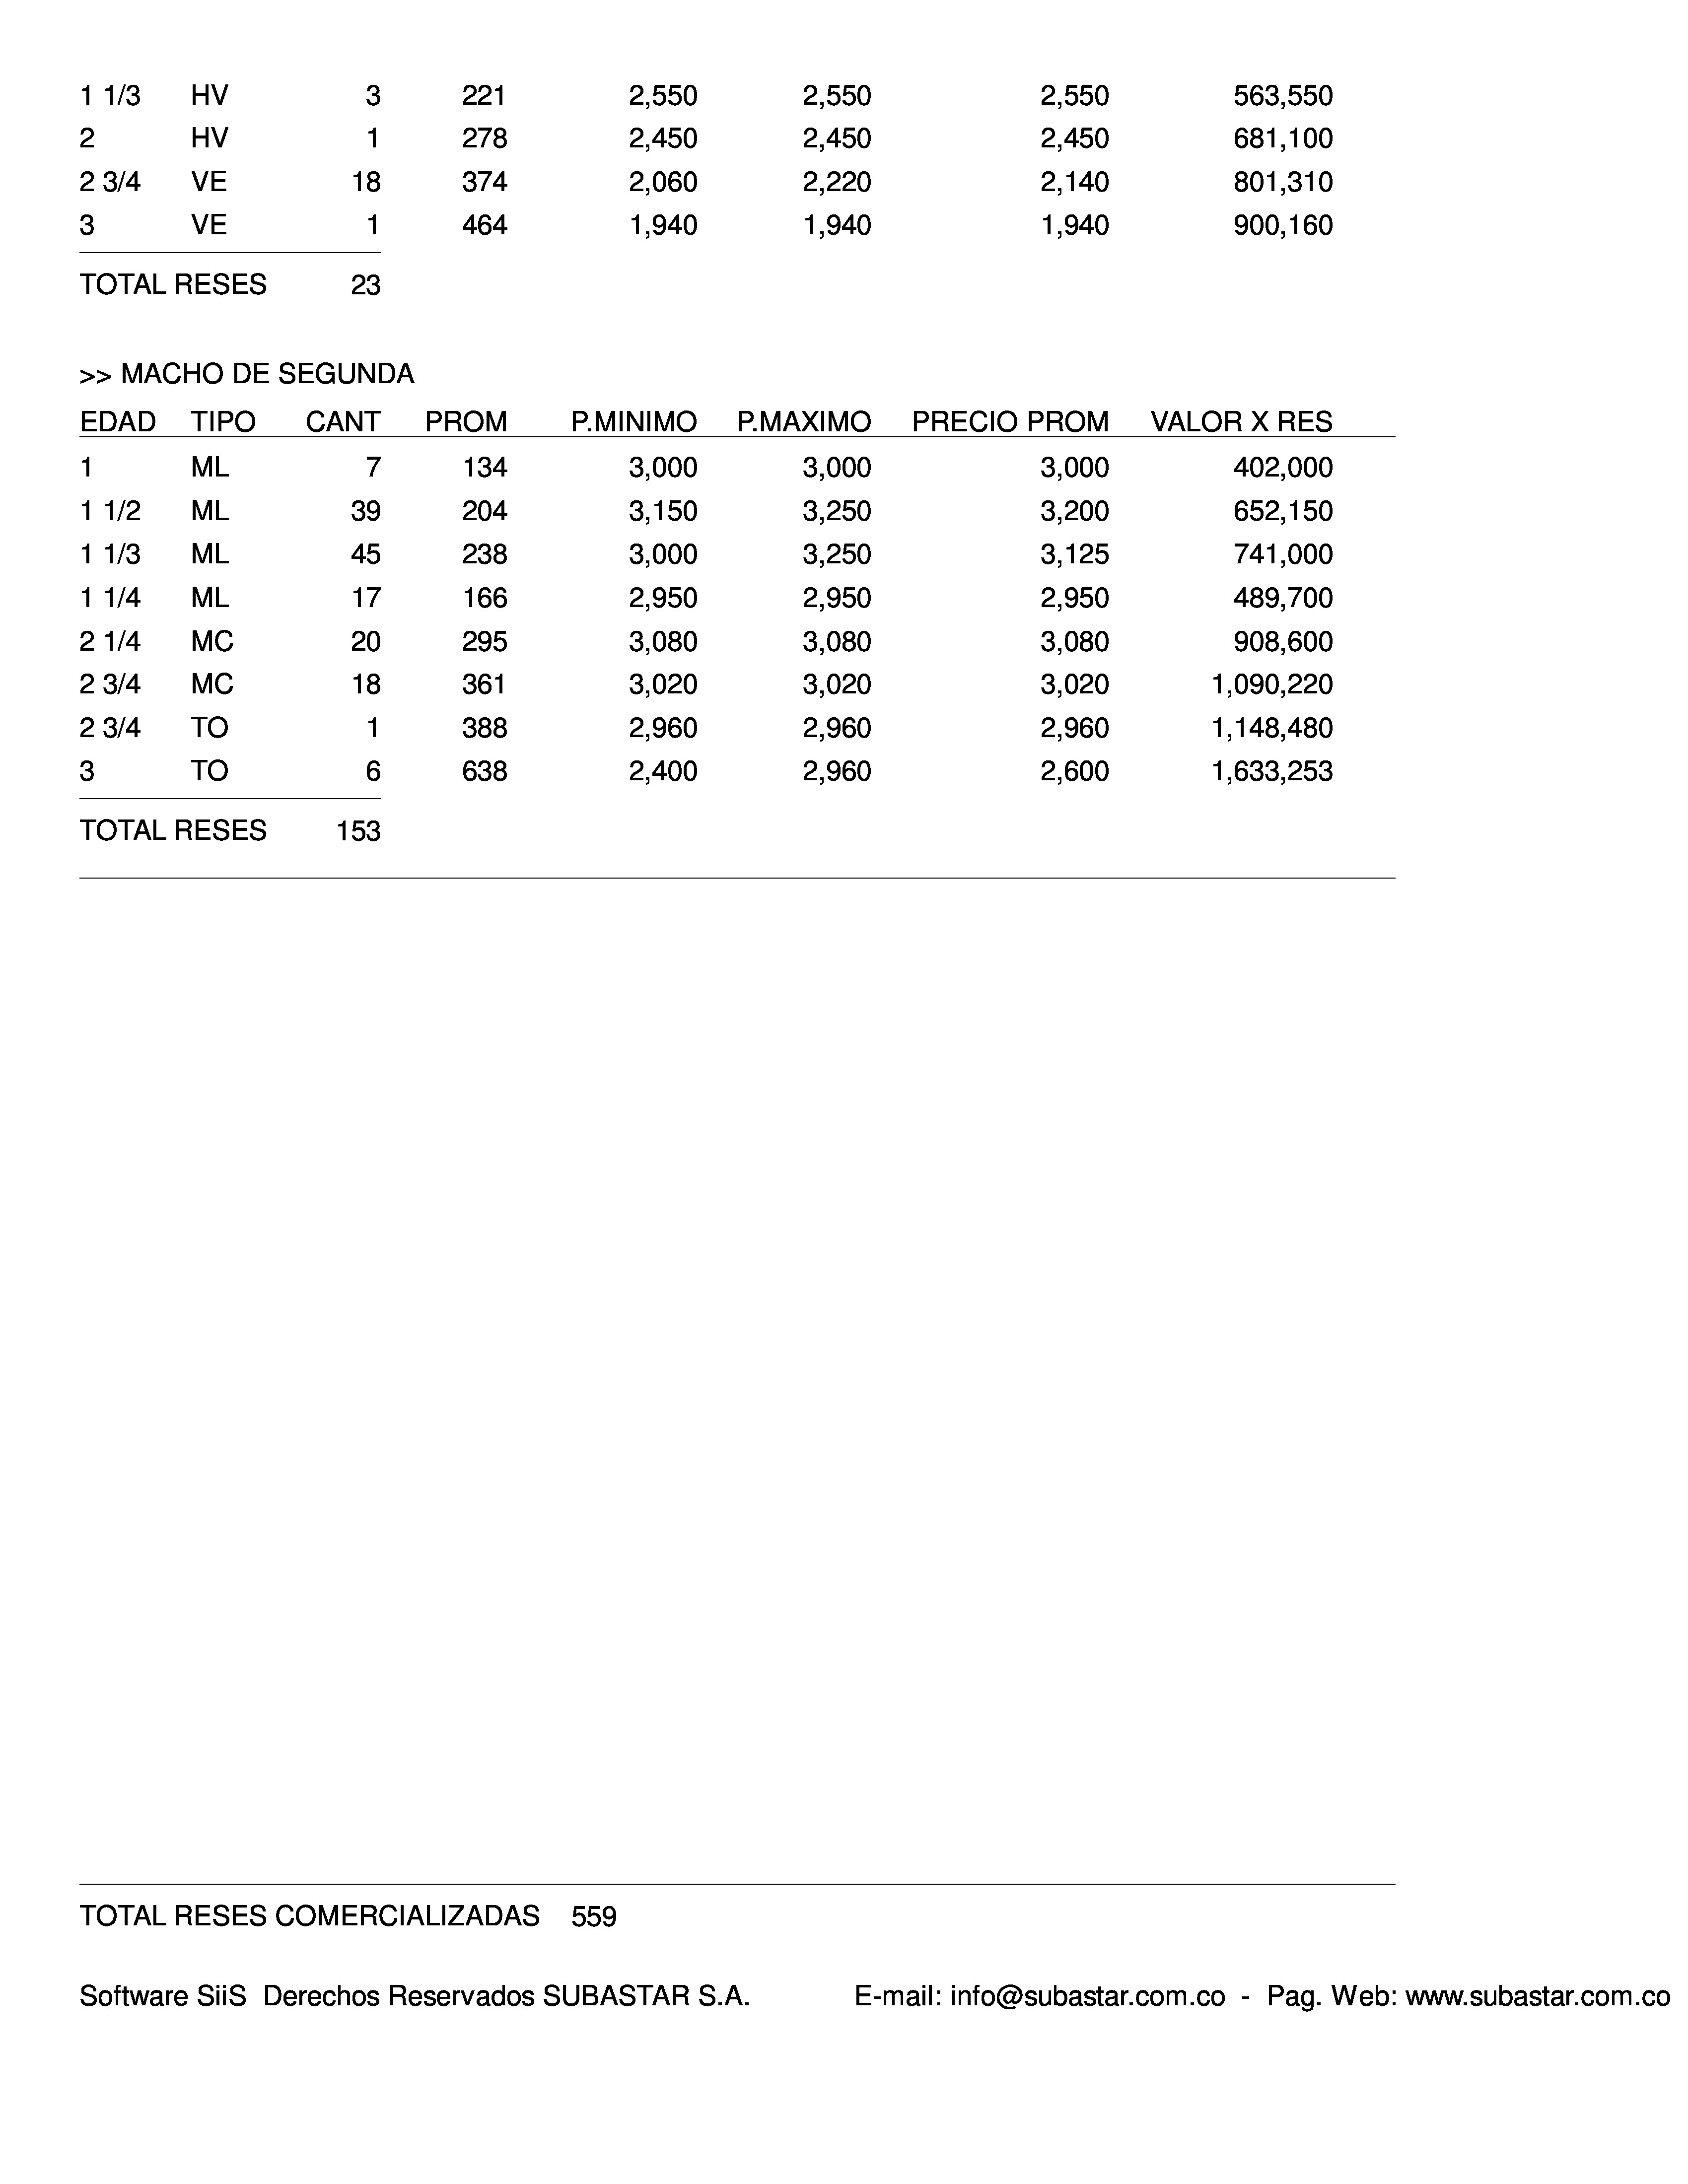 1 1/3 HV 3 221 2,550 2,550 2,550 563,550
2 HV 1 278 2,450 2,450 2,450 681,100
2 3/4 VE 18 374 2,060 2,220 2,140 801,310
3 VE 1 464 1,940 1,940 1,940 900,160
TOTAL RESES 23
>> MACHO DE SEGUNDA
EDAD TIPO CANT PROM P.MINIMO P.MAXIMO PRECIO PROM VALOR X RES
1 ML 7 134 3,000 3,000 3,000 402,000
1 1/2 ML 39 204 3,150 3,250 3,200 652,150
1 1/3 ML 45 238 3,000 3,250 3,125 741,000
1 1/4 ML 17 166 2,950 2,950 2,950 489,700
2 1/4 MC 20 295 3,080 3,080 3,080 908,600
2 3/4 MC 18 361 3,020 3,020 3,020 1,090,220
2 3/4 TO 1 388 2,960 2,960 2,960 1,148,480
3 TO 6 638 2,400 2,960 2,600 1,633,253
TOTAL RESES 153
TOTAL RESES COMERCIALIZADAS 559
Software SiiS Derechos Reservados SUBASTAR S.A. E-mail: info@subastar.com.co - Pag. Web: www.subastar.com.co